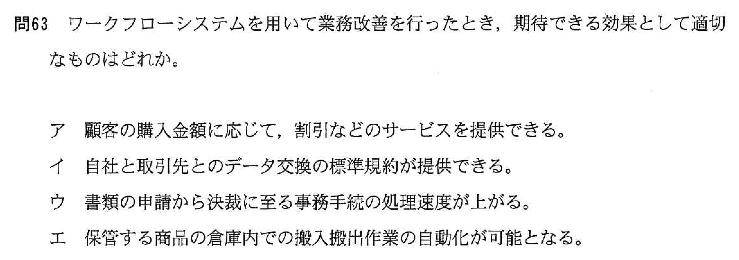 問63　ワークフローシステムを用いて業務改善を行ったとき，期待できる効果として適切
なものはどれか。
ア　顧客の購入金額に応じて，割引などのサービスを提供できる。
イ　自社と取引先とのデータ交換の標準規約が提供できる。
ウ　書類の申請から決裁に至る事務手続の処理速度が上がる。
エ　保管する商品の倉庫内での搬入搬出作業の自動化が可能となる。